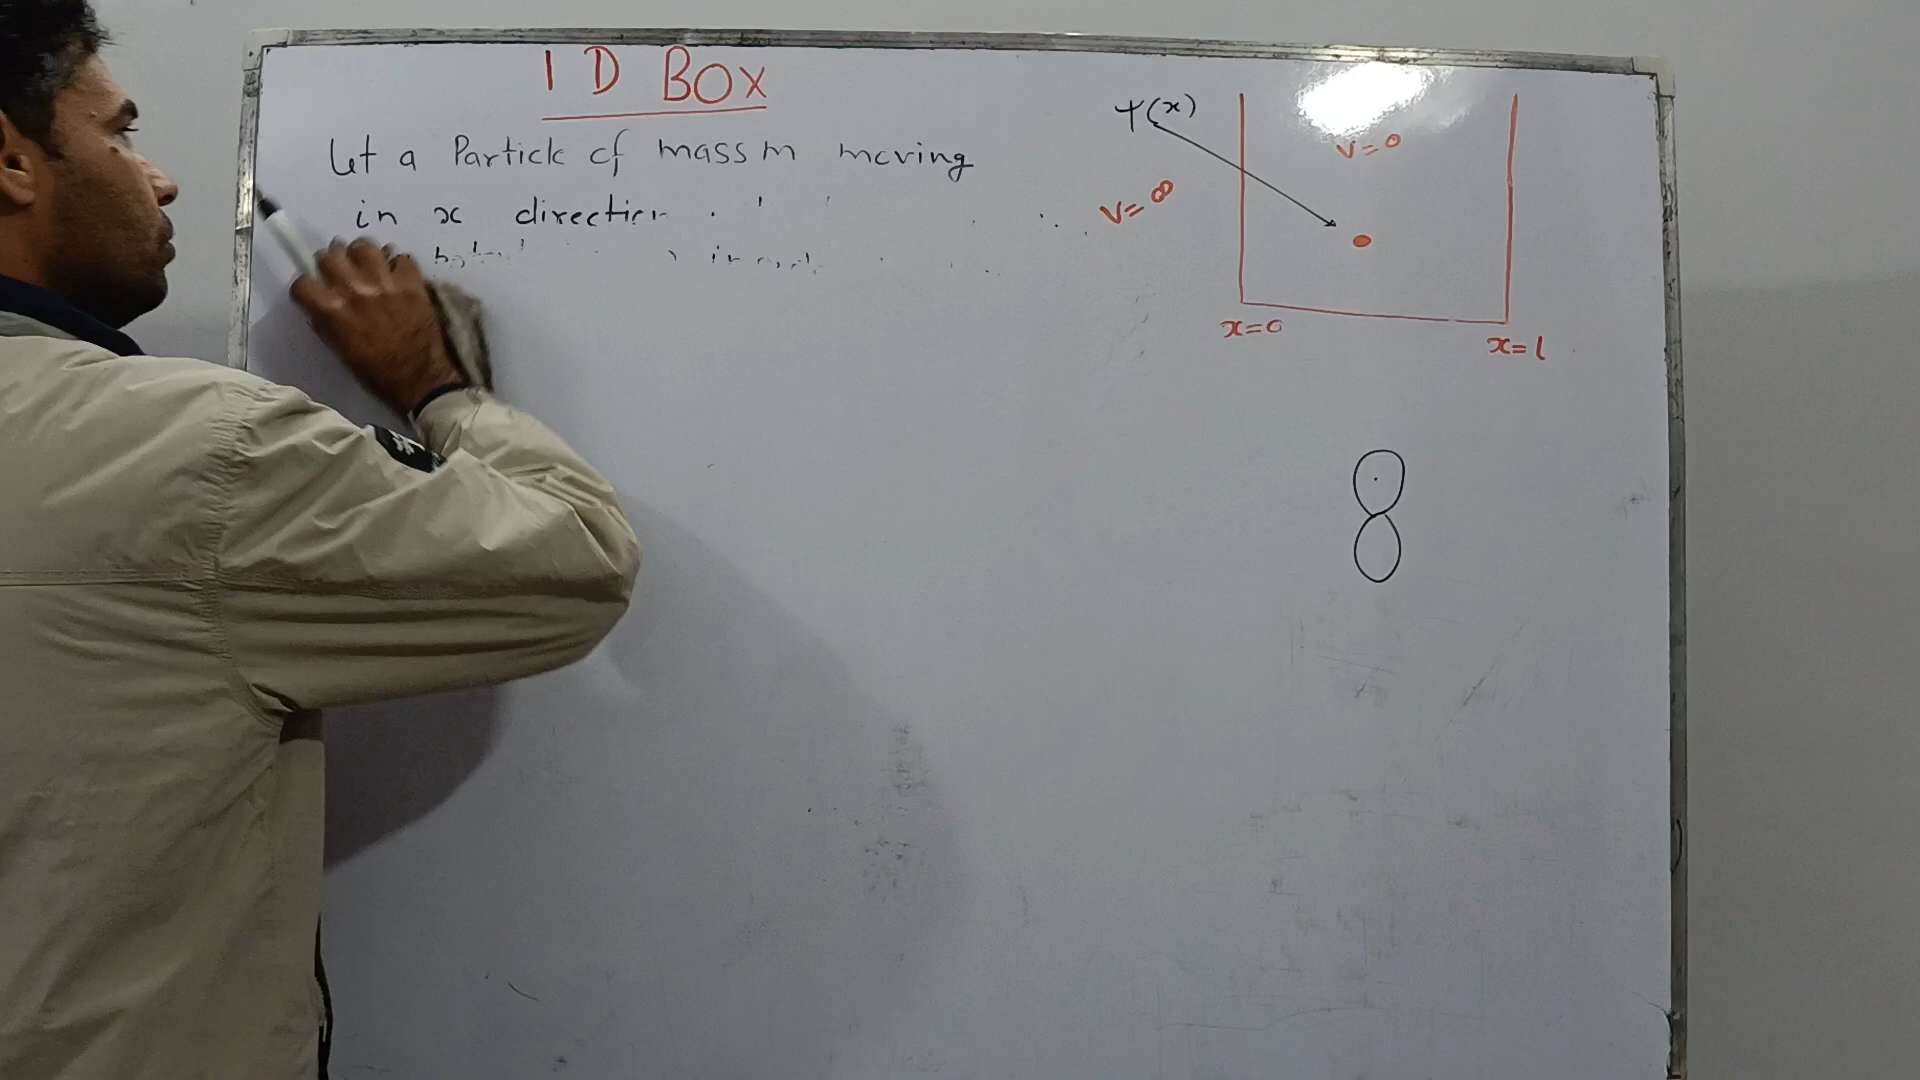 1 D BOX
Let a Particle of mass m moving
in x direction
ψ(x)
V=0
V=∞
x=0
x=l